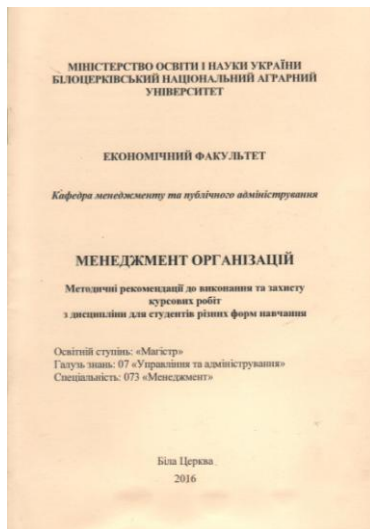 МІНІСТЕРСТВО ОСВІТИ І НАУКИ УКРАЇНИ
БІЛОЦЕРКІВСЬКИЙ НАЦІОНАЛЬНИЙ АГРАРНИЙ
УНІВЕРСИТЕТ
ЕКОНОМІЧНИЙ ФАКУЛЬТЕТ
Кафедра менеджменту та публічного адміністрування
МЕНЕДЖМЕНТ ОРГАНІЗАЦІЙ
Методичні рекомендації до виконання та захисту
курсових робіт
з дисципліни для студентів різних форм навчання
Освітній ступінь: «Магістр»
Галузь знань: 07 «Управління та адміністрування»
Спеціальність: 073 «Менеджмент»
Біла Церква
2016